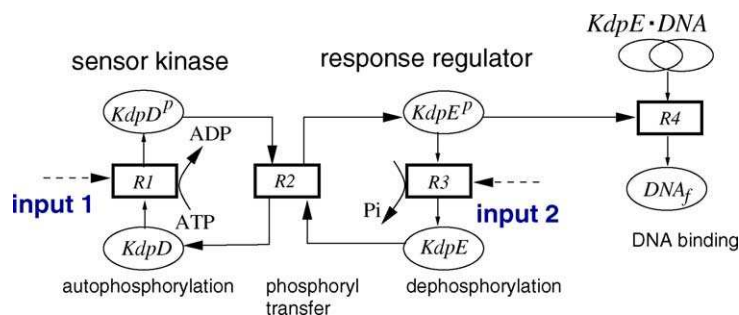 KdpE·DNA
sensor kinase
response regulator
KdpD^p
KdpE^p
ADP
R4
R1
R2
R3
input 1
ATP
Pi
input 2
DNA_f
KdpD
KdpE
DNA binding
autophosphorylation
phosphoryl
transfer
dephosphorylation